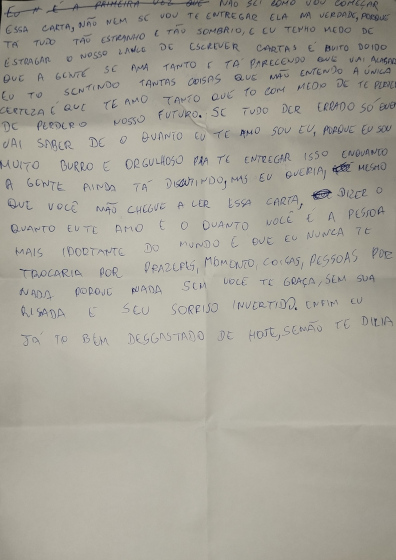 EU A É A PRIMEIRA VEZ QUE NÃO SEI COMO VOU COMEÇAR
ESSA CARTA, NÃO NEM SE VOU TE ENTREGAR ELA NA VERDADE, PORQUE
TÁ TUDO TÃO ESTRANHO E TÃO SOMBRIO, E EU TENHO MEDO DE
ESTRAGAR O NOSSO LANCE DE ESCREVER CARTAS É MUITO DOIDO
QUE A GENTE SE AMA TANTO E TÁ PARECENDO QUE VAI ACABAR
EU TO SENTINDO TANTAS COISAS QUE NÃO ENTENDO A ÚNICA
CERTEZA É QUE TE AMO TANTO QUE TO COM MEDO DE TE PERDER
DE PERDER O NOSSO FUTURO. SE TUDO DER ERRADO SÓ QUEM
VAI SABER DE O QUANTO EU TE AMO SOU EU, PORQUE EU SOU
MUITO BURRO E ORGULHOSO PRA TE ENTREGAR ISSO ENQUANTO
A GENTE AINDA TÁ DISCUTINDO, MAS EU QUERIA, MESMO
QUE VOCÊ NÃO CHEGUE A LER ESSA CARTA, DIZER O
QUANTO EU TE AMO E O QUANTO VOCÊ É A PESSOA
MAIS IPORTANTE DO MUNDO E QUE EU NUNCA TE
TROCARIA POR PRAZERES, MOMENTO, COISAS, PESSOAS POR
NADA PORQUE NADA SEM VOCÊ TE GRAÇA, SEM SUA
RISADA E SEU SORRISO INVERTIDO. ENFIM EU
JÁ TO BEM DESGASTADO DE HOJE, SENÃO TE DIRIA